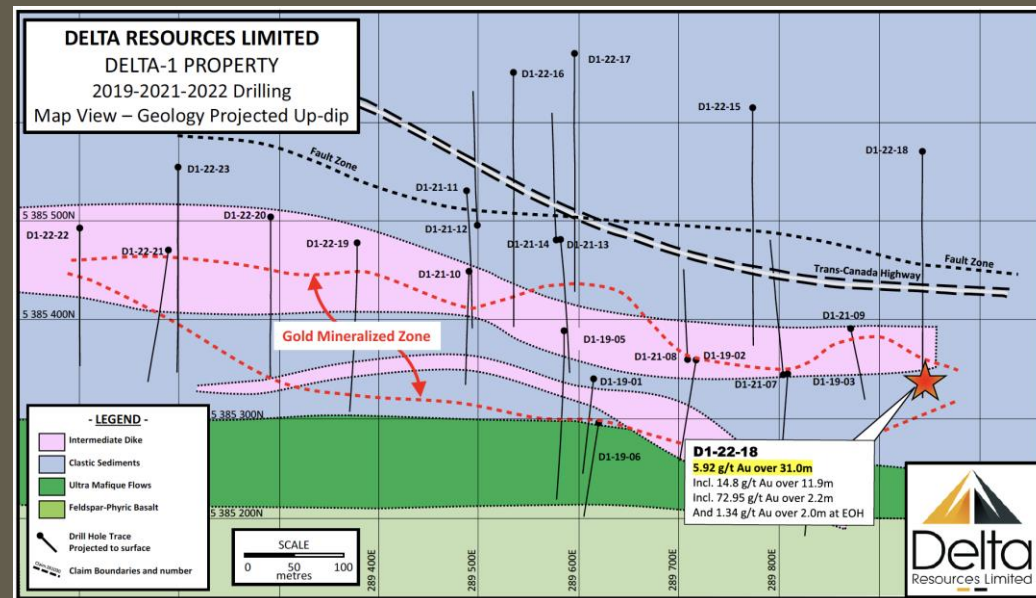 DELTA RESOURCES LIMITED
DELTA-1 PROPERTY
2019-2021-2022 Drilling
Map View – Geology Projected Up-dip
D1-22-17
D1-22-16
D1-22-15
D1-22-18
Fault Zone
D1-22-23
D1-21-11
5 385 500N
D1-22-20
D1-22-22
D1-21-12
D1-22-21
D1-22-19
D1-21-14
D1-21-13
Fault Zone
D1-21-10
Trans-Canada Highway
5 385 400N
D1-21-09
Gold Mineralized Zone
D1-19-05
D1-21-08
D1-19-02
D1-19-01
D1-21-07
D1-19-03
5 385 300N
D1-19-06
- LEGEND -
Intermediate Dike
Clastic Sediments
Ultra Mafique Flows
Feldspar-Phyric Basalt
Drill Hole Trace
Projected to surface
Claim Boundaries and number
D1-22-18
5.92 g/t Au over 31.0m
Incl. 14.8 g/t Au over 11.9m
Incl. 72.95 g/t Au over 2.2m
And 1.34 g/t Au over 2.0m at EOH
5 385 200N
SCALE
0 50 100
metres
289 400E
289 500E
289 600E
289 700E
289 800E
Delta
Resources Limited